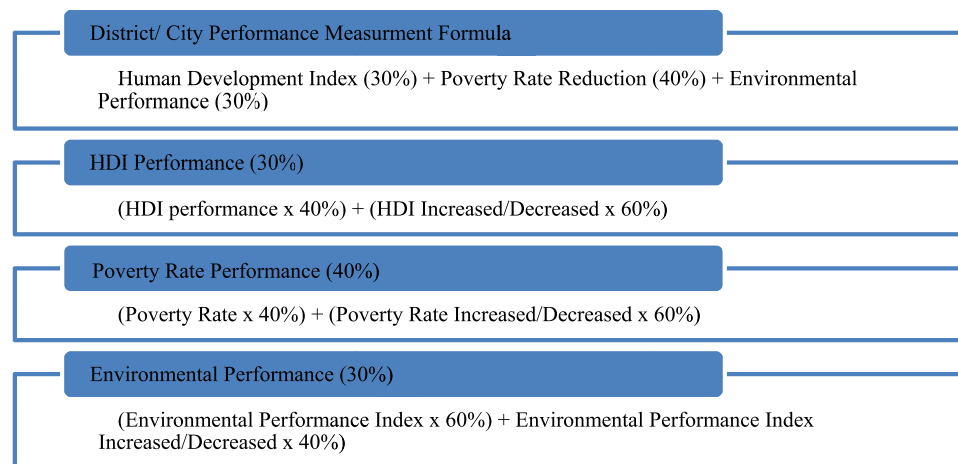 District/ City Performance Measurment Formula
Human Development Index (30%) + Poverty Rate Reduction (40%) + Environmental
Performance (30%)
HDI Performance (30%)
(HDI performance x 40%) + (HDI Increased/Decreased x 60%)
Poverty Rate Performance (40%)
(Poverty Rate x 40%) + (Poverty Rate Increased/Decreased x 60%)
Environmental Performance (30%)
(Environmental Performance Index x 60%) + Environmental Performance Index
Increased/Decreased x 40%)